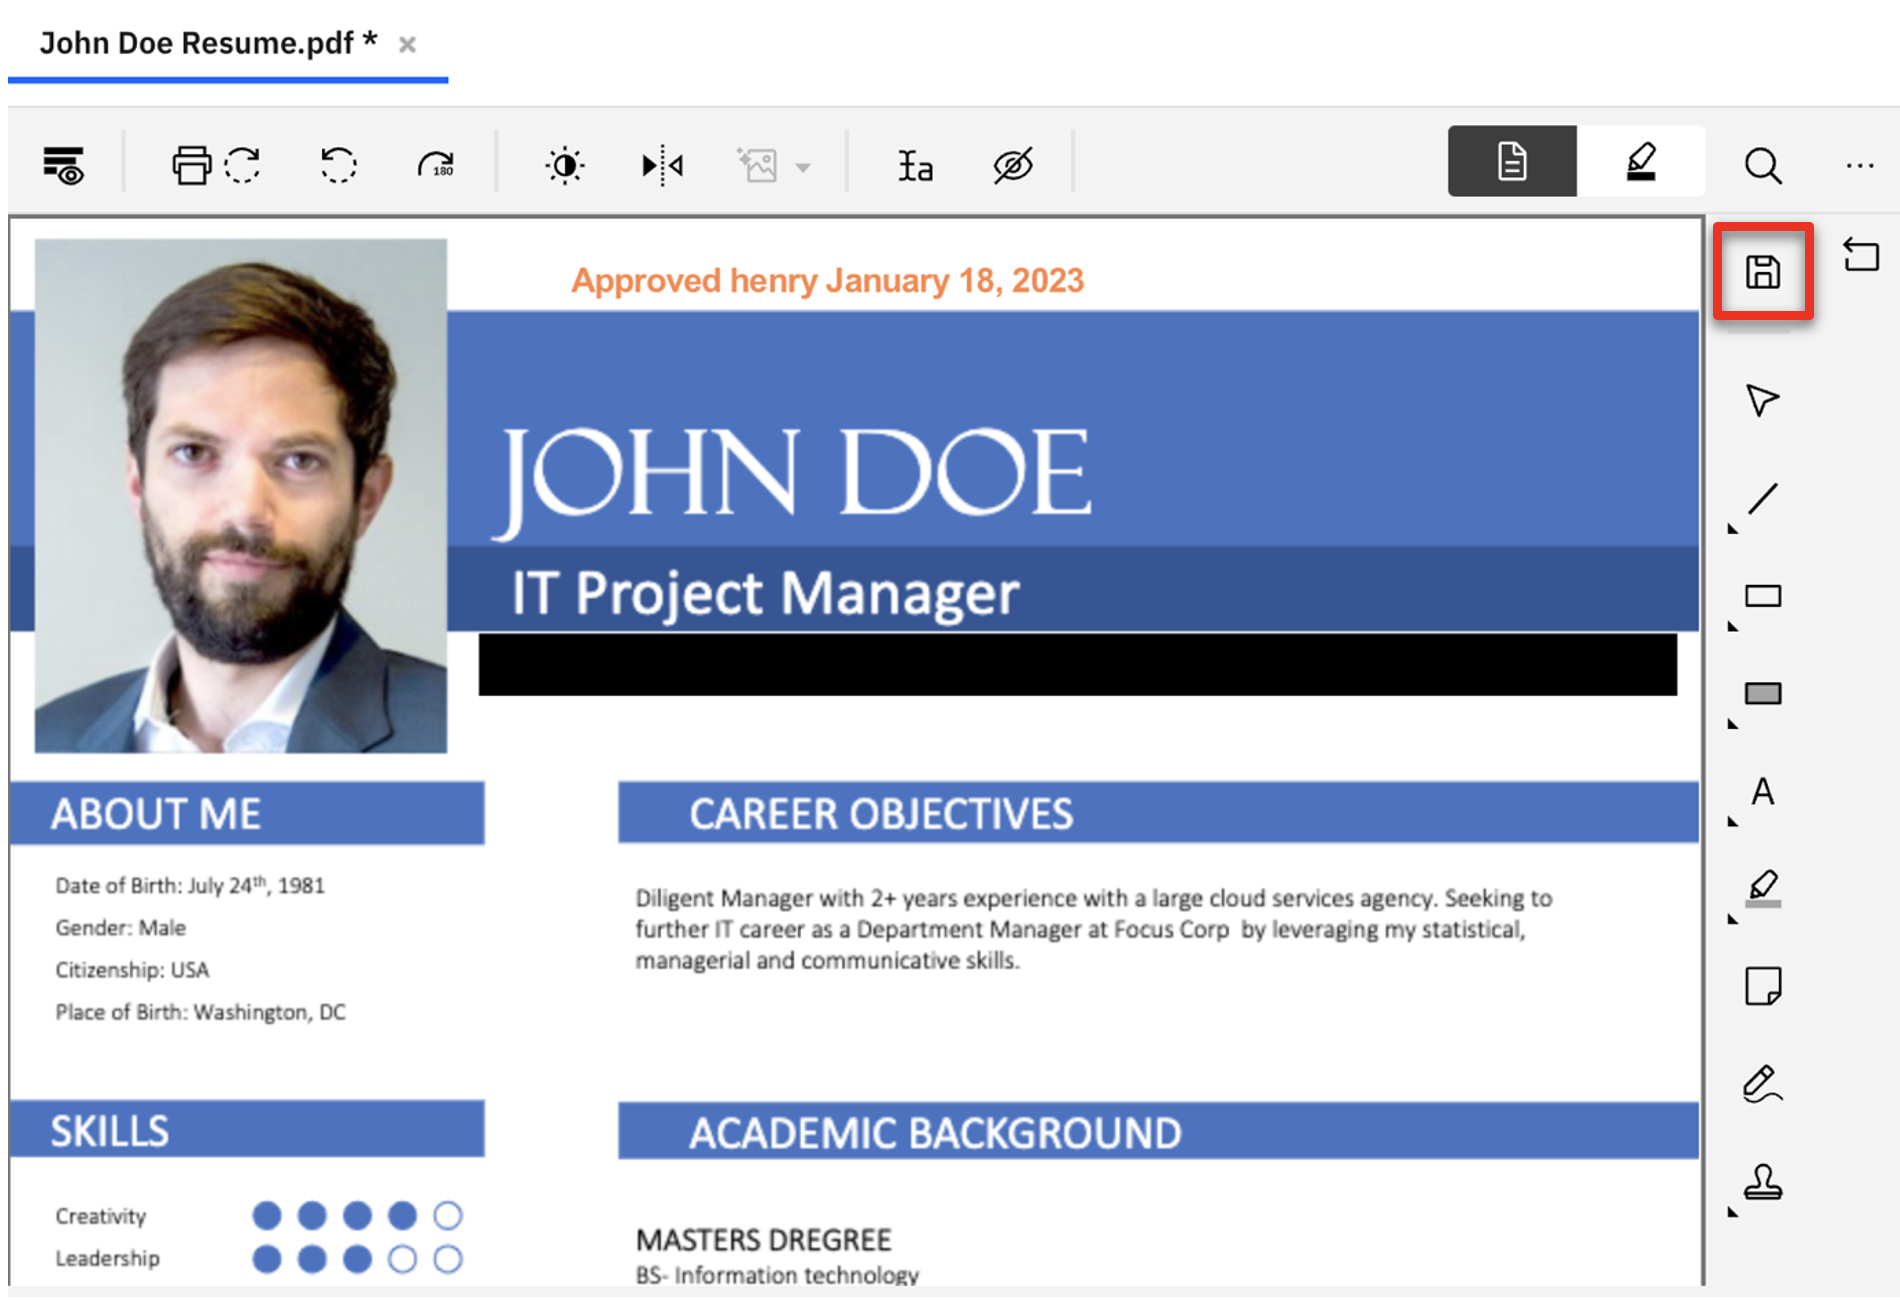 John Doe Resume.pdf *
180
a
Approved henry January 18, 2023
JOHN DOE
IT Project Manager
ABOUT ME
Date of Birth: July 24th, 1981
Gender: Male
Citizenship: USA
Place of Birth: Washington, DC
SKILLS
Creativity
Leadership
CAREER OBJECTIVES
Diligent Manager with 2+ years experience with a large cloud services agency. Seeking to
further IT career as a Department Manager at Focus Corp by leveraging my statistical,
managerial and communicative skills.
ACADEMIC BACKGROUND
MASTERS DREGREE
BS- Information technology
A